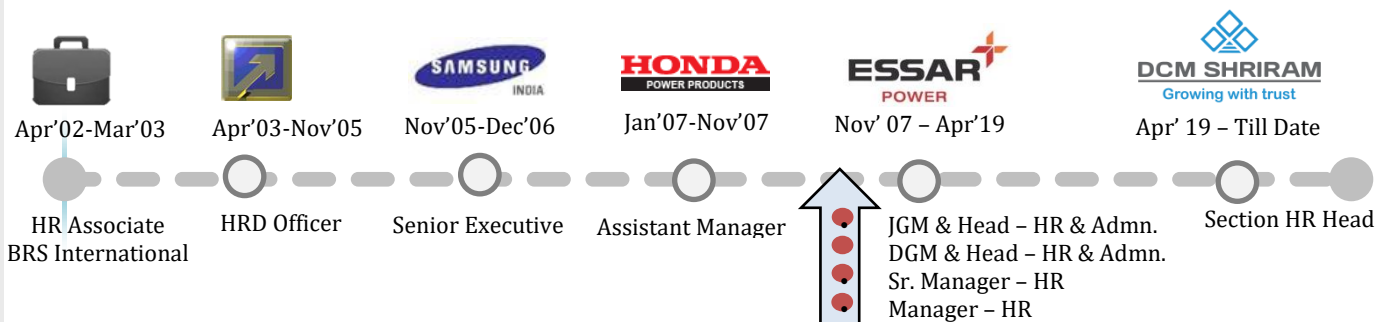 SAMSUNG
INDIA
HONDA
POWER PRODUCTS
ESSAR
POWER
DCM SHRIRAM
Growing with trust
Apr’02-Mar’03
Apr’03-Nov’05
Nov’05-Dec’06
Jan’07-Nov’07
Nov’ 07 – Apr’19
Apr’ 19 – Till Date
HR Associate
BRS International
HRD Officer
Senior Executive
Assistant Manager
JGM & Head – HR & Admn.
DGM & Head – HR & Admn.
Sr. Manager – HR
Manager – HR
Section HR Head